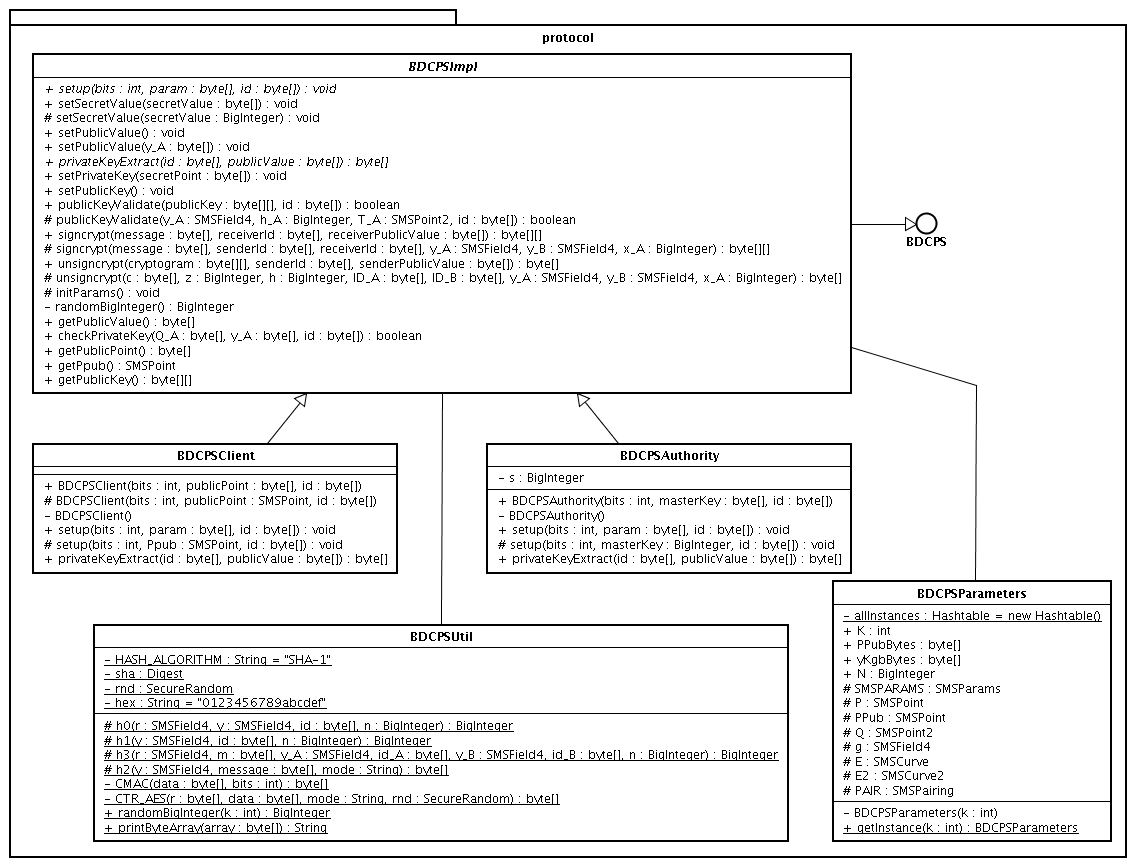 protocol
BDCPSImpl
+ setup(bits : int, param : byte[], id : byte[]) : void
+ setSecretValue(secretValue : byte[]) : void
# setSecretValue(secretValue : BigInteger) : void
+ setPublicValue() : void
+ setPublicValue(y_A : byte[]) : void
+ privateKeyExtract(id : byte[], publicValue : byte[]) : byte[]
+ setPrivateKey(secretPoint : byte[]) : void
+ setPublicKey() : void
+ publicKeyValidate(publicKey : byte[][], id : byte[]) : boolean
# publicKeyValidate(y_A : SMSField4, h_A : BigInteger, T_A : SMSPoint2, id : byte[]) : boolean
+ signcrypt(message : byte[], receiverId : byte[], receiverPublicValue : byte[]) : byte[][]
# signcrypt(message : byte[], senderId : byte[], receiverId : byte[], y_A : SMSField4, y_B : SMSField4, x_A : BigInteger) : byte[][]
+ unsigncrypt(cryptogram : byte[][], senderId : byte[], senderPublicValue : byte[]) : byte[]
# unsigncrypt(c : byte[], z : BigInteger, h : BigInteger, ID_A : byte[], ID_B : byte[], y_A : SMSField4, y_B : SMSField4, x_A : BigInteger) : byte[]
# initParams() : void
- randomBigInteger() : BigInteger
+ getPublicValue() : byte[]
+ checkPrivateKey(Q_A : byte[], y_A : byte[], id : byte[]) : boolean
+ getPublicPoint() : byte[]
+ getPpub() : SMSPoint
+ getPublicKey() : byte[][]
BDCPS
BDCPSClient
+ BDCPSClient(bits : int, publicPoint : byte[], id : byte[])
# BDCPSClient(bits : int, publicPoint : SMSPoint, id : byte[])
- BDCPSClient()
+ setup(bits : int, param : byte[], id : byte[]) : void
# setup(bits : int, Ppub : SMSPoint, id : byte[]) : void
+ privateKeyExtract(id : byte[], publicValue : byte[]) : byte[]
BDCPSAuthority
- s : BigInteger
+ BDCPSAuthority(bits : int, masterKey : byte[], id : byte[])
- BDCPSAuthority()
+ setup(bits : int, param : byte[], id : byte[]) : void
# setup(bits : int, masterKey : BigInteger, id : byte[]) : void
+ privateKeyExtract(id : byte[], publicValue : byte[]) : byte[]
BDCPSUtil
- HASH_ALGORITHM : String = "SHA-1"
- sha : Digest
- rnd : SecureRandom
- hex : String = "0123456789abcdef"
# h0(r : SMSField4, y : SMSField4, id : byte[], n : BigInteger) : BigInteger
# h1(y : SMSField4, id : byte[], n : BigInteger) : BigInteger
# h3(r : SMSField4, m : byte[], y_A : SMSField4, id_A : byte[], y_B : SMSField4, id_B : byte[], n : BigInteger) : BigInteger
# h2(y : SMSField4, message : byte[], mode : String) : byte[]
- CMAC(data : byte[], bits : int) : byte[]
- CTR_AES(r : byte[], data : byte[], mode : String, rnd : SecureRandom) : byte[]
+ randomBigInteger(k : int) : BigInteger
+ printByteArray(array : byte[]) : String
BDCPSParameters
- allInstances : Hashtable = new Hashtable()
+ K : int
+ PPubBytes : byte[]
+ yKgbBytes : byte[]
+ N : BigInteger
# SMSPARAMS : SMSParams
# P : SMSPoint
# PPub : SMSPoint
# Q : SMSPoint2
# g : SMSField4
# E : SMSCurve
# E2 : SMSCurve2
# PAIR : SMSPairing
- BDCPSParameters(k : int)
+ getInstance(k : int) : BDCPSParameters